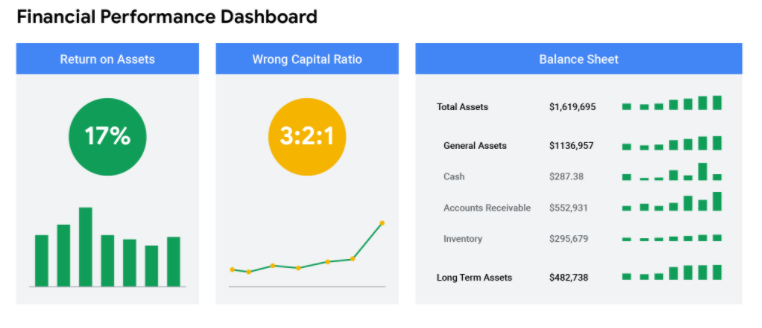 Financial Performance Dashboard
Return on Assets
17%
Wrong Capital Ratio
3:2:1
Balance Sheet
Total Assets $1,619,695
General Assets $1136,957
Cash $287.38
Accounts Receivable $552,931
Inventory $295,679
Long Term Assets $482,738